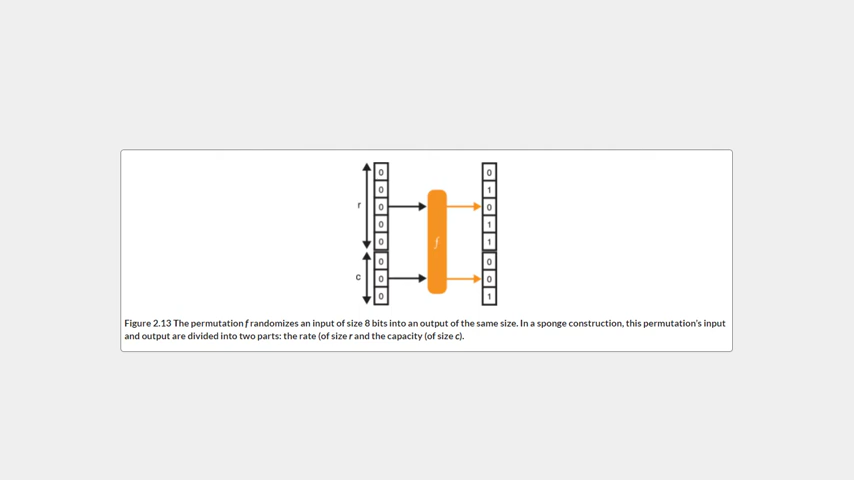 0 0
0 1
r 0 0
0 1
0 f 1
0 0
c 0 0
0 1
Figure 2.13 The permutation f randomizes an input of size 8 bits into an output of the same size. In a sponge construction, this permutation's input
and output are divided into two parts: the rate (of size r and the capacity (of size c).